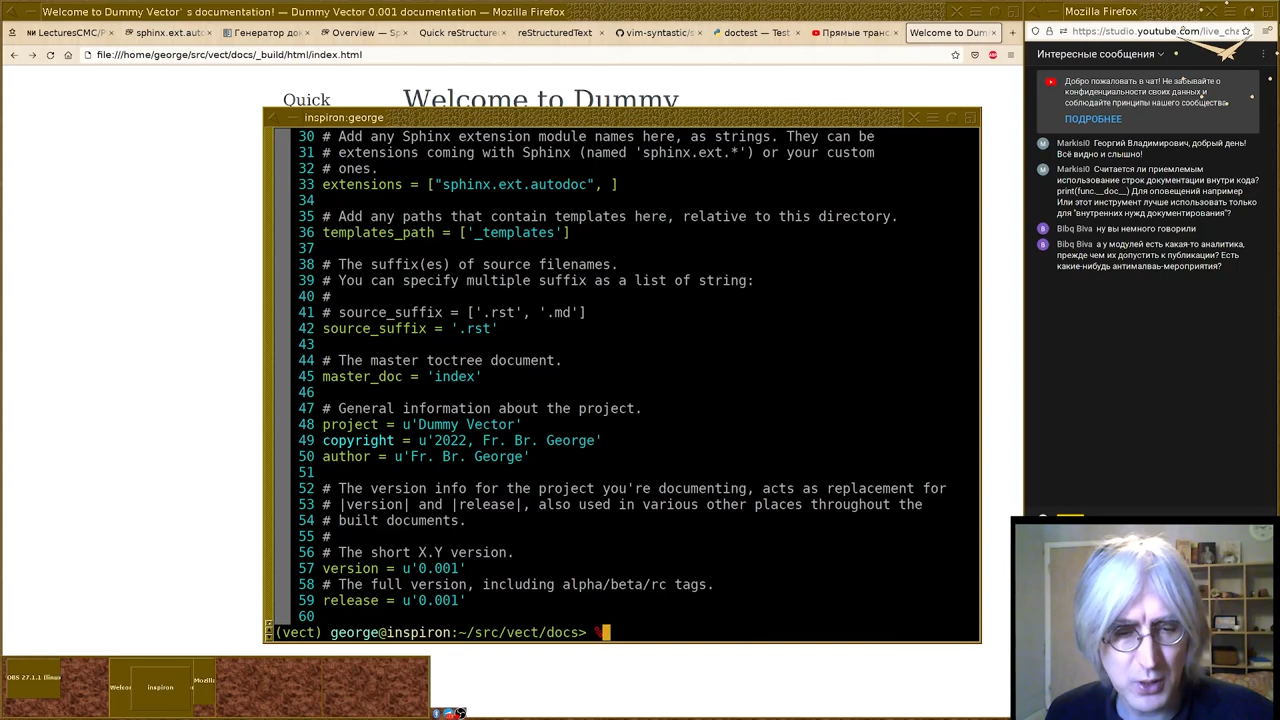 Welcome to Dummy Vector' s documentation! — Dummy Vector 0.001 documentation — Mozilla Firefox
Mozilla Firefox
LecturesCMC/P
sphinx.ext.auto
Генератор док
Overview — Sp
Quick reStructure
reStructuredText
vim-syntastic/s
doctest — Test
Прямые транс
Welcome to Dum
file:///home/george/src/vect/docs/_build/html/index.html
https://studio.youtube.com/live_cha
Quick
Welcome to Dummy
inspiron:george
30 # Add any Sphinx extension module names here, as strings. They can be
31 # extensions coming with Sphinx (named 'sphinx.ext.*') or your custom
32 # ones.
33 extensions = ["sphinx.ext.autodoc", ]
34
35 # Add any paths that contain templates here, relative to this directory.
36 templates_path = ['_templates']
37
38 # The suffix(es) of source filenames.
39 # You can specify multiple suffix as a list of string:
40 #
41 # source_suffix = ['.rst', '.md']
42 source_suffix = '.rst'
43
44 # The master toctree document.
45 master_doc = 'index'
46
47 # General information about the project.
48 project = u'Dummy Vector'
49 copyright = u'2022, Fr. Br. George'
50 author = u'Fr. Br. George'
51
52 # The version info for the project you're documenting, acts as replacement for
53 # |version| and |release|, also used in various other places throughout the
54 # built documents.
55 #
56 # The short X.Y version.
57 version = u'0.001'
58 # The full version, including alpha/beta/rc tags.
59 release = u'0.001'
60
(vect) george@inspiron:~/src/vect/docs> %
Интересные сообщения
Добро пожаловать в чат! Не забывайте о
конфиденциальности своих данных и
соблюдайте принципы нашего сообщества.
ПОДРОБНЕЕ
M Markisi0 Георгий Владимирович, добрый день!
Всё видно и слышно!
M Markisi0 Считается ли приемлемым
использование строк документации внутри кода?
print(func.__doc__) Для оповещений например
Или этот инструмент лучше использовать только
для "внутренних нужд документирования"?
B Bibq Biva ну вы немного говорили
B Bibq Biva а у модулей есть какая-то аналитика,
прежде чем их допустить к публикации? Есть
какие-нибудь антималваь-мероприятия?
OBS 27.1.1 (linux
Welcor
inspiron
Mozill